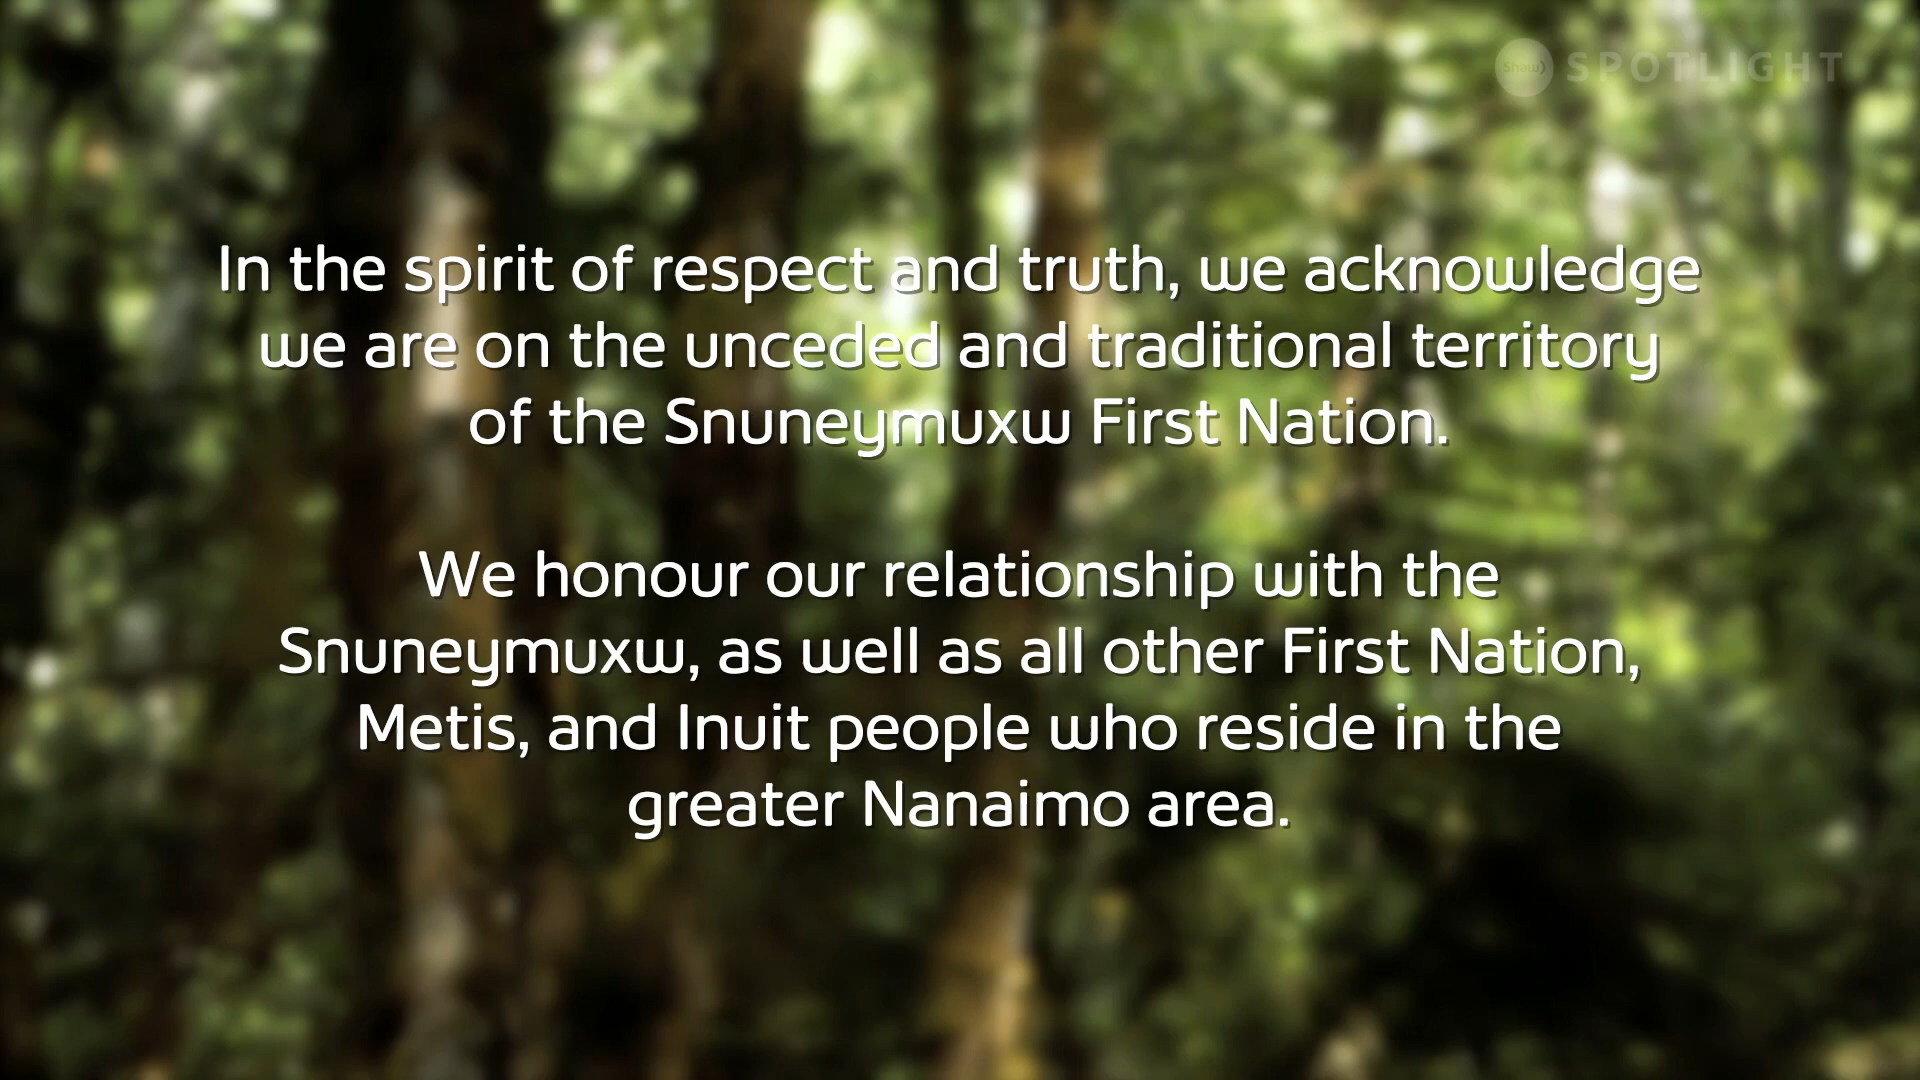 Shaw) SPOTLIGHT
In the spirit of respect and truth, we acknowledge
we are on the unceded and traditional territory
of the Snuneymuxw First Nation.
We honour our relationship with the
Snuneymuxw, as well as all other First Nation,
Metis, and Inuit people who reside in the
greater Nanaimo area.